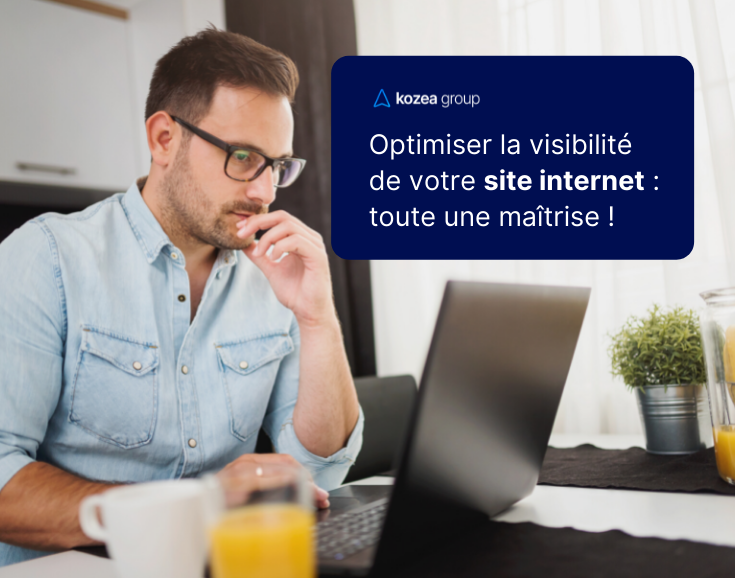 kozea group
Optimiser la visibilité
de votre site internet :
toute une maîtrise !